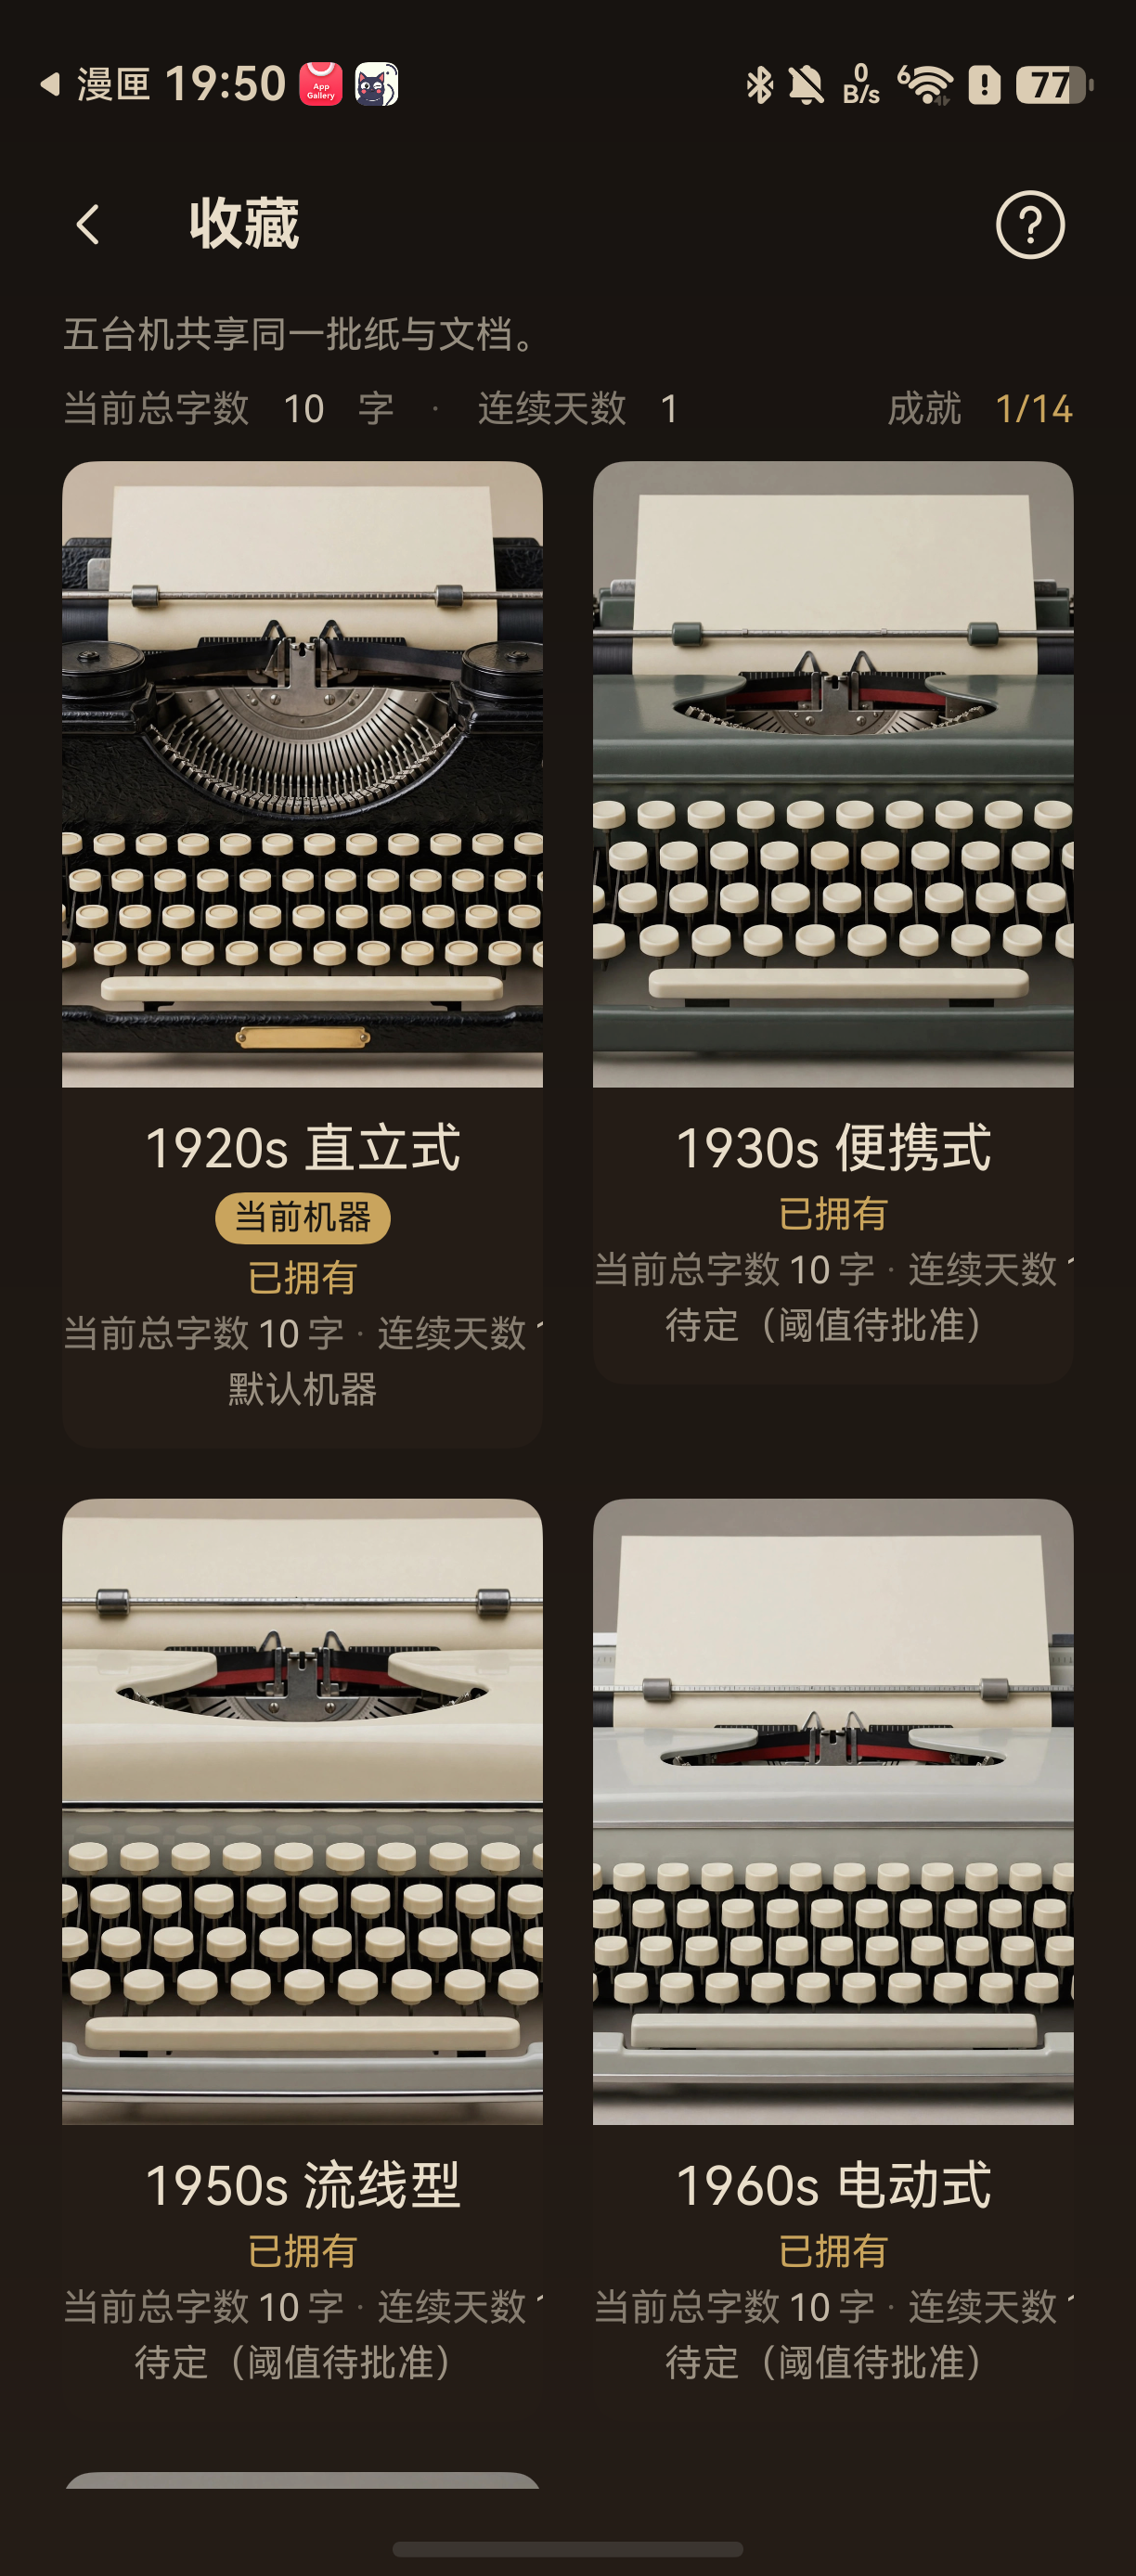 漫匣 19:50 App Gallery 0 B/s 6 77
收藏
五台机共享同一批纸与文档。
当前总字数 10 字 · 连续天数 1 成就 1/14
1920s 直立式
当前机器
已拥有
当前总字数 10 字 · 连续天数
默认机器
1930s 便携式
已拥有
当前总字数 10 字 · 连续天数
待定（阈值待批准）
1950s 流线型
已拥有
当前总字数 10 字 · 连续天数
待定（阈值待批准）
1960s 电动式
已拥有
当前总字数 10 字 · 连续天数
待定（阈值待批准）